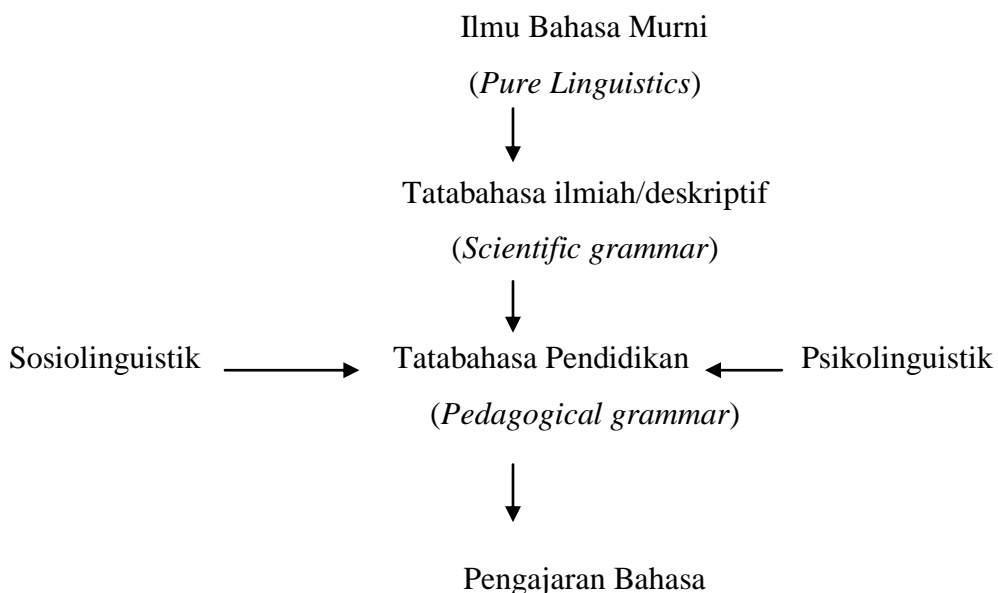 Ilmu Bahasa Murni
(Pure Linguistics)
Tatabahasa ilmiah/deskriptif
(Scientific grammar)
Sosiolinguistik
Tatabahasa Pendidikan
Psikolinguistik
(Pedagogical grammar)
Pengajaran Bahasa